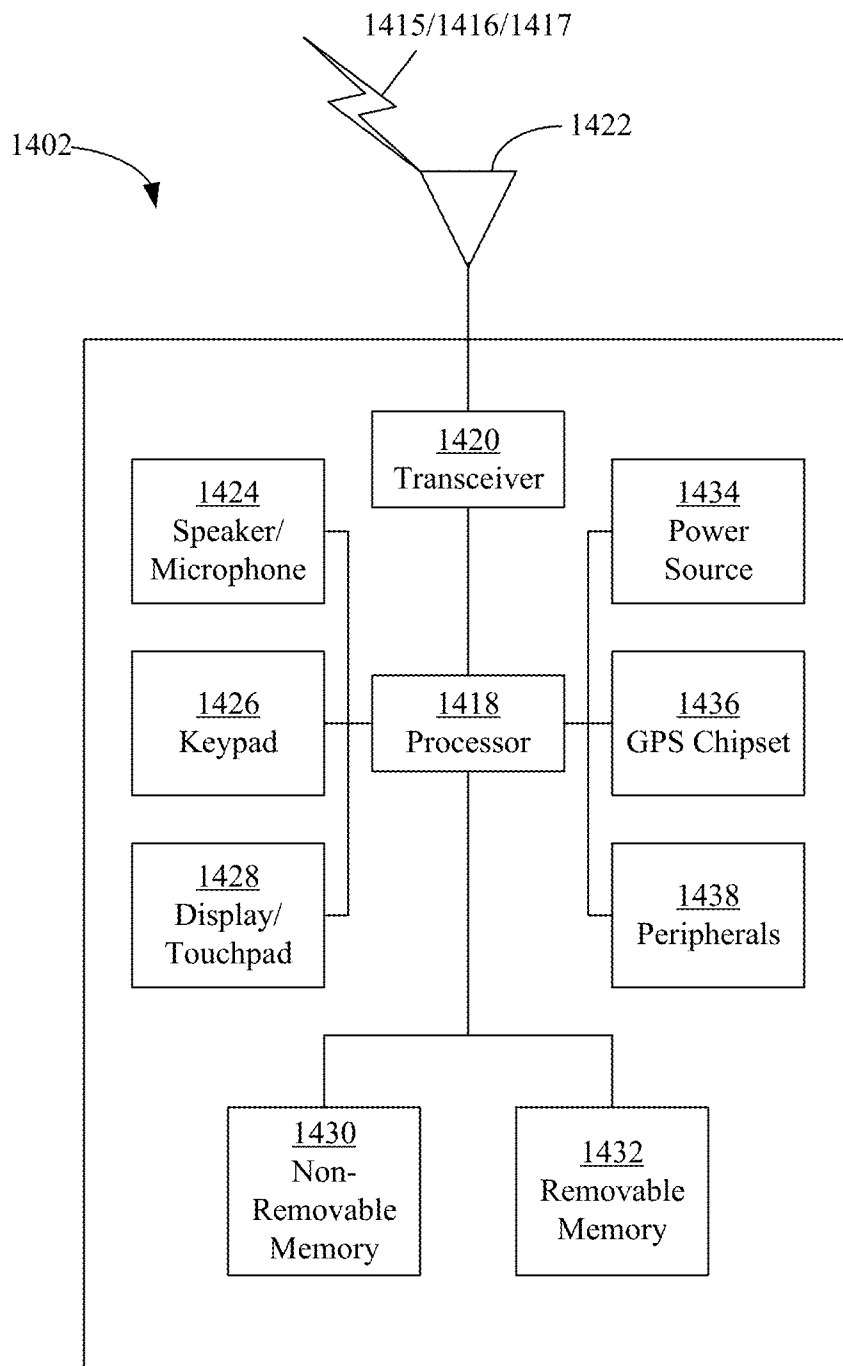 1415/1416/1417
1422
1402
1420
Transceiver
1424
Speaker/
Microphone
1434
Power
Source
1426
Keypad
1418
Processor
1436
GPS Chipset
1428
Display/
Touchpad
1438
Peripherals
1430
Non-
Removable
Memory
1432
Removable
Memory